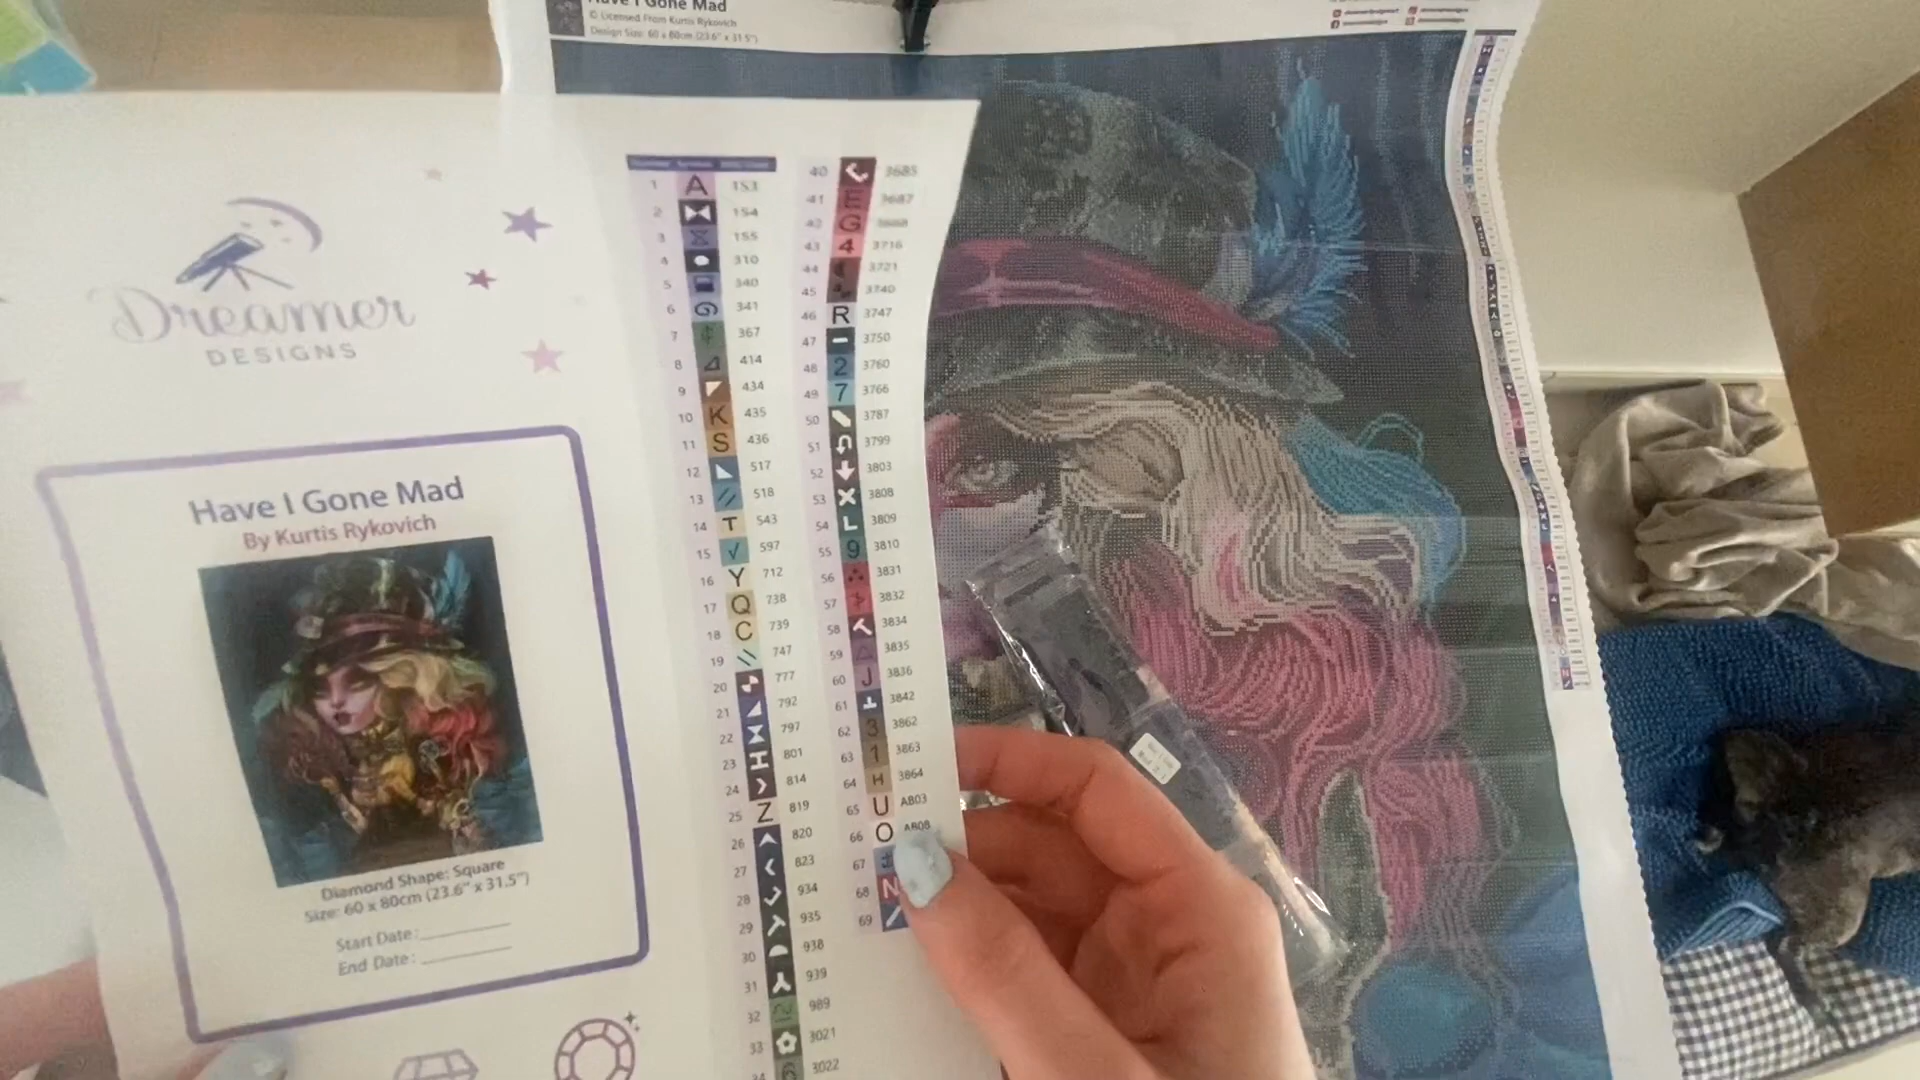 Have I Gone Mad
© Licensed From Kurtis Rykovich
Design Size: 60 x 80cm (23.6" x 31.5")
Dreamer
DESIGNS
Have I Gone Mad
By Kurtis Rykovich
Diamond Shape: Square
Size: 60 x 80cm (23.6" x 31.5")
Start Date:
End Date:
1 A 153
2 154
3 155
4 310
5 340
6 341
7 367
8 414
9 434
10 K 435
11 S 436
12 517
13 518
14 T 543
15 √ 597
16 Y 712
17 Q 738
18 C 739
19 747
20 777
21 792
22 797
23 801
24 814
25 Z 819
26 820
27 823
28 934
29 935
30 938
31 939
32 989
33 3021
34 6 3022
40 3685
41 E 3687
42 G 3688
43 4 3716
44 3721
45 3740
46 R 3747
47 3750
48 2 3760
49 7 3766
50 3787
51 3799
52 3803
53 3808
54 L 3809
55 9 3810
56 3831
57 3832
58 3834
59 3835
60 J 3836
61 3842
62 3 3862
63 1 3863
64 H 3864
65 U AB03
66 O AB08
67
68 N
69